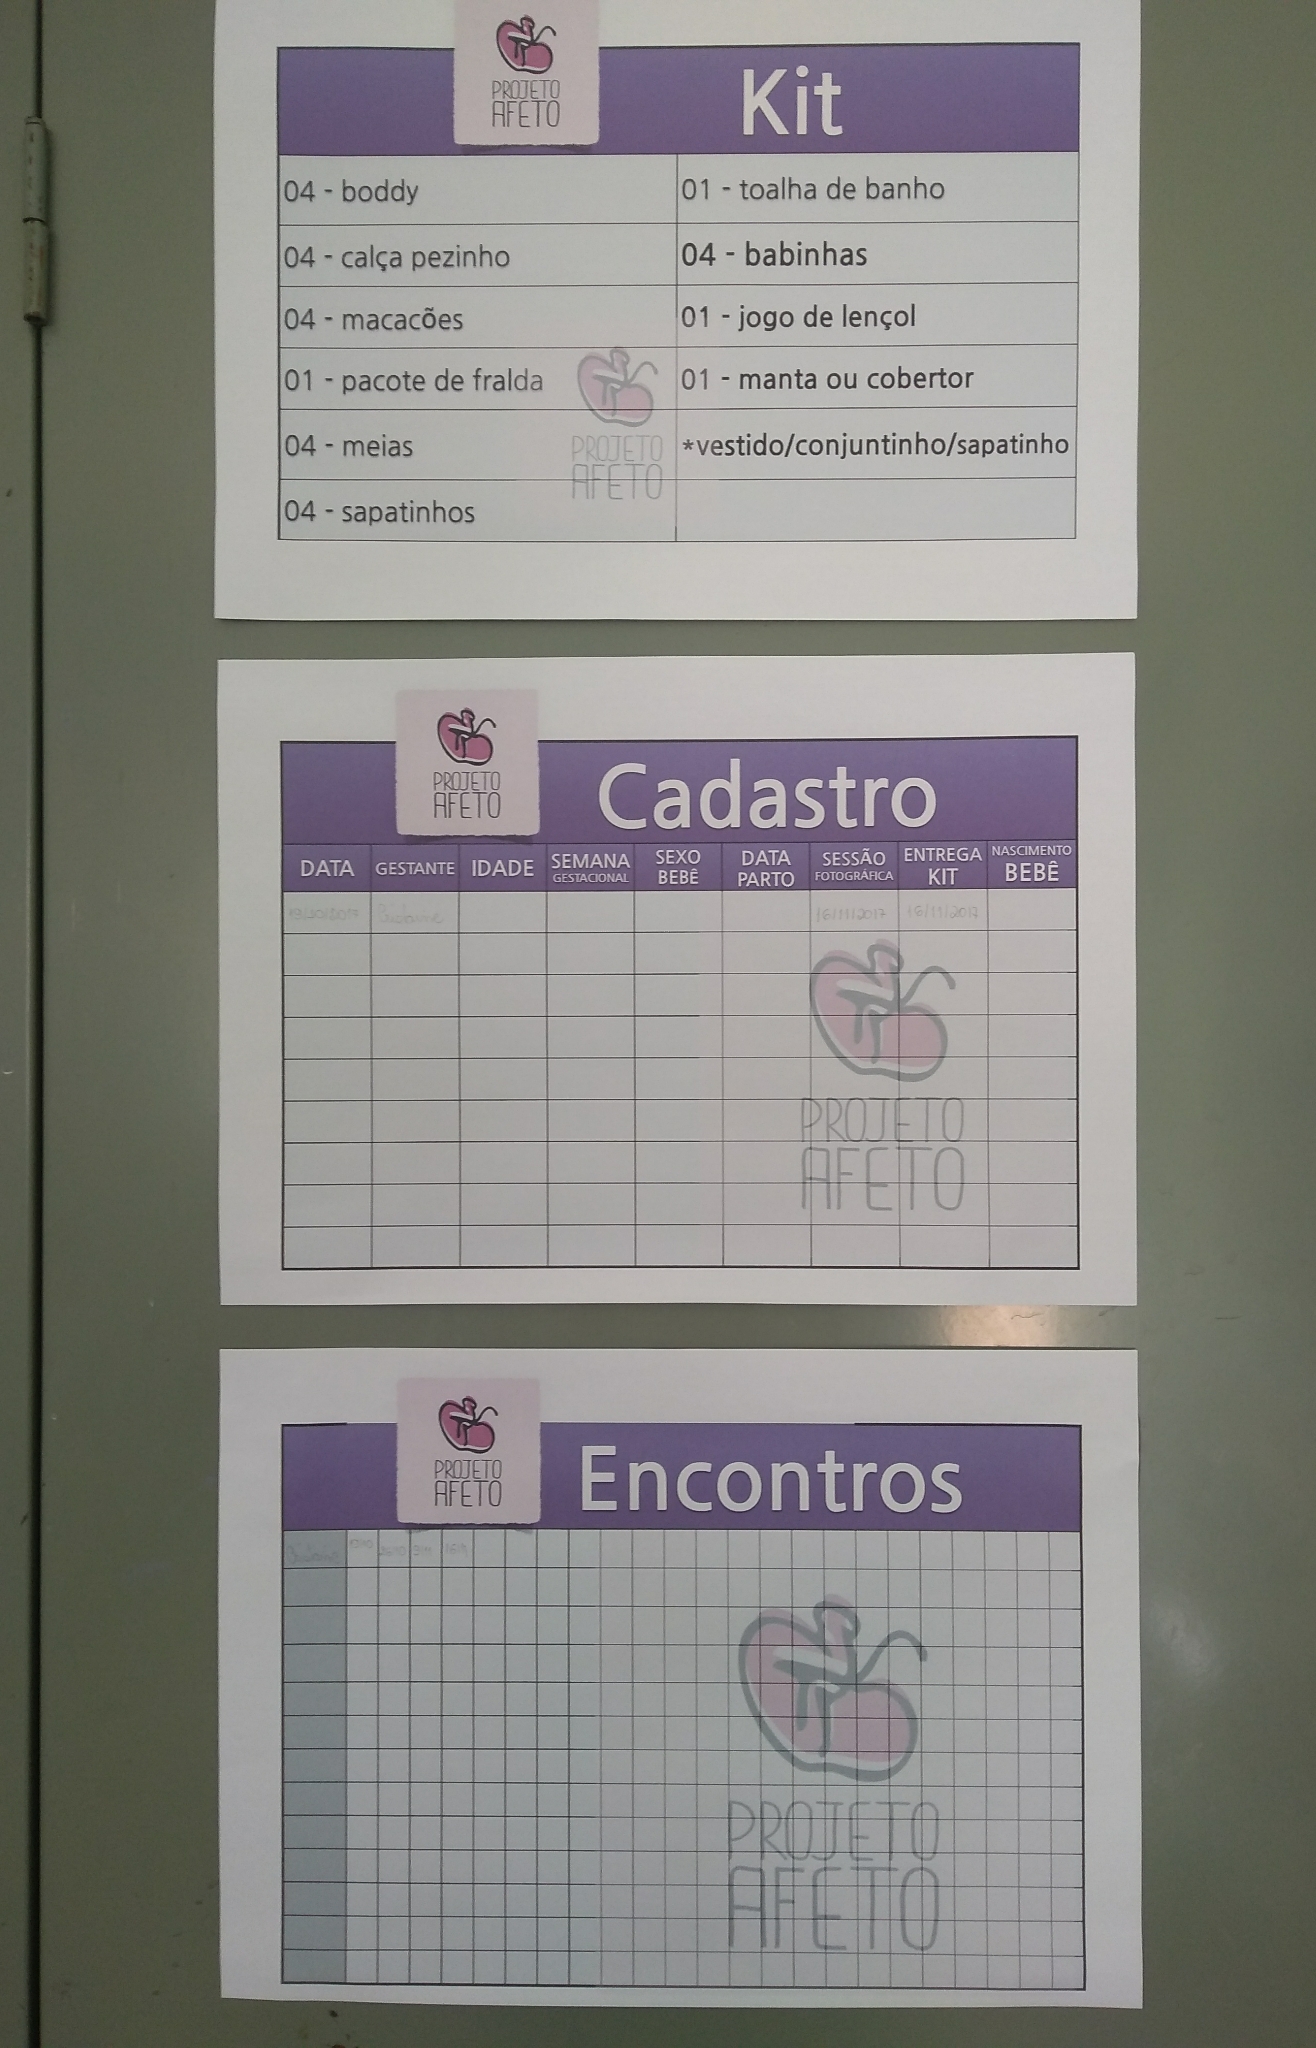 PROJETO
AFETO
Kit
04 - boddy
01 - toalha de banho
04 - calça pezinho
04 - babinhas
04 - macacões
01 - jogo de lençol
01 - pacote de fralda
01 - manta ou cobertor
04 - meias
*vestido/conjuntinho/sapatinho
04 - sapatinhos
PROJETO
AFETO
PROJETO
AFETO
Cadastro
DATA
GESTANTE
IDADE
SEMANA
GESTACIONAL
SEXO
BEBÊ
DATA
PARTO
SESSÃO
FOTOGRÁFICA
ENTREGA
KIT
NASCIMENTO
BEBÊ
16/11/2017
16/11/2017
PROJETO
AFETO
PROJETO
AFETO
Encontros
PROJETO
AFETO